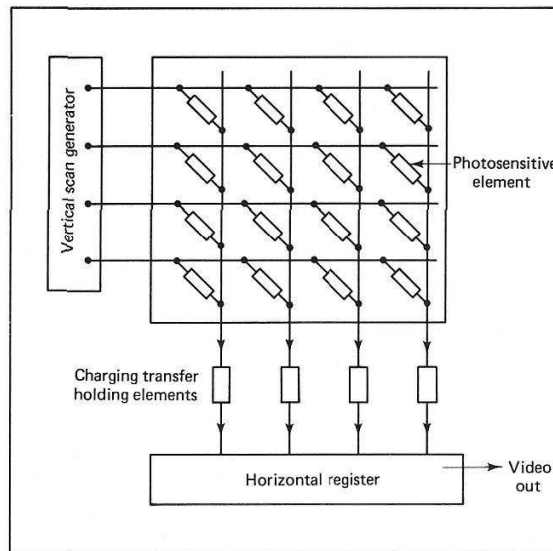 Vertical scan generator
Photosensitive
element
Charging transfer
holding elements
Horizontal register
Video
out